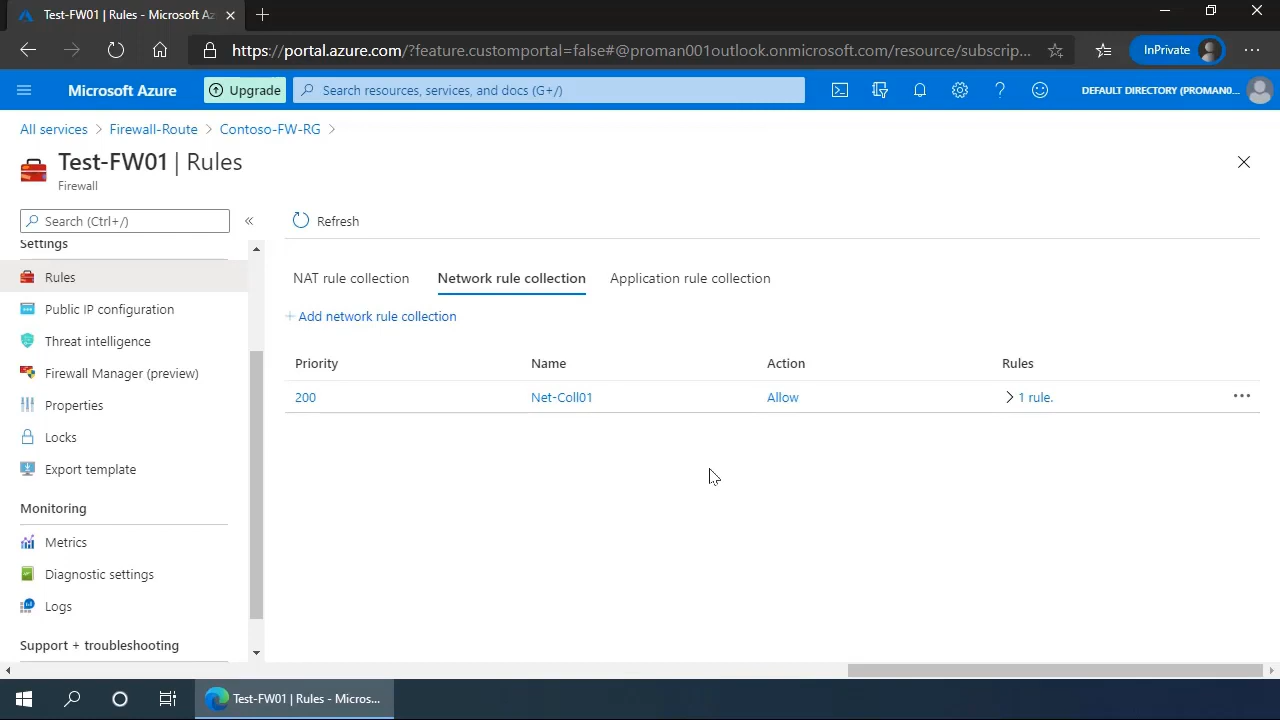 Test-FW01 | Rules - Microsoft Az
https://portal.azure.com/?feature.customportal=false#@proman001outlook.onmicrosoft.com/resource/subscrip...
InPrivate
Microsoft Azure
Upgrade
Search resources, services, and docs (G+/)
DEFAULT DIRECTORY (PROMAN0...
All services > Firewall-Route > Contoso-FW-RG >
Test-FW01 | Rules
Firewall
Search (Ctrl+/)
Settings
Rules
Public IP configuration
Threat intelligence
Firewall Manager (preview)
Properties
Locks
Export template
Monitoring
Metrics
Diagnostic settings
Logs
Support + troubleshooting
Refresh
NAT rule collection Network rule collection Application rule collection
+ Add network rule collection
Priority Name Action Rules
200 Net-Coll01 Allow > 1 rule. ...
Test-FW01 | Rules - Micros...